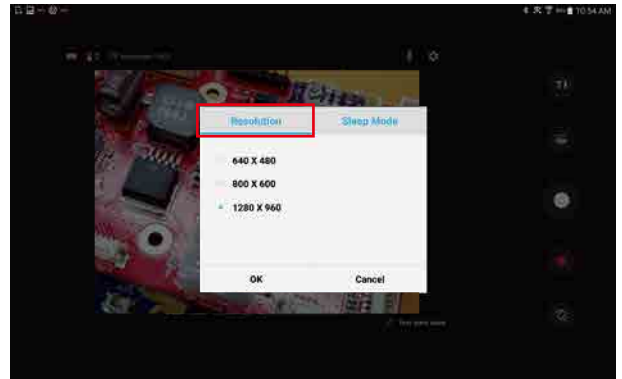 10:54 AM
Resolution
Sleep Mode
640 X 480
800 X 600
1280 X 960
OK
Cancel